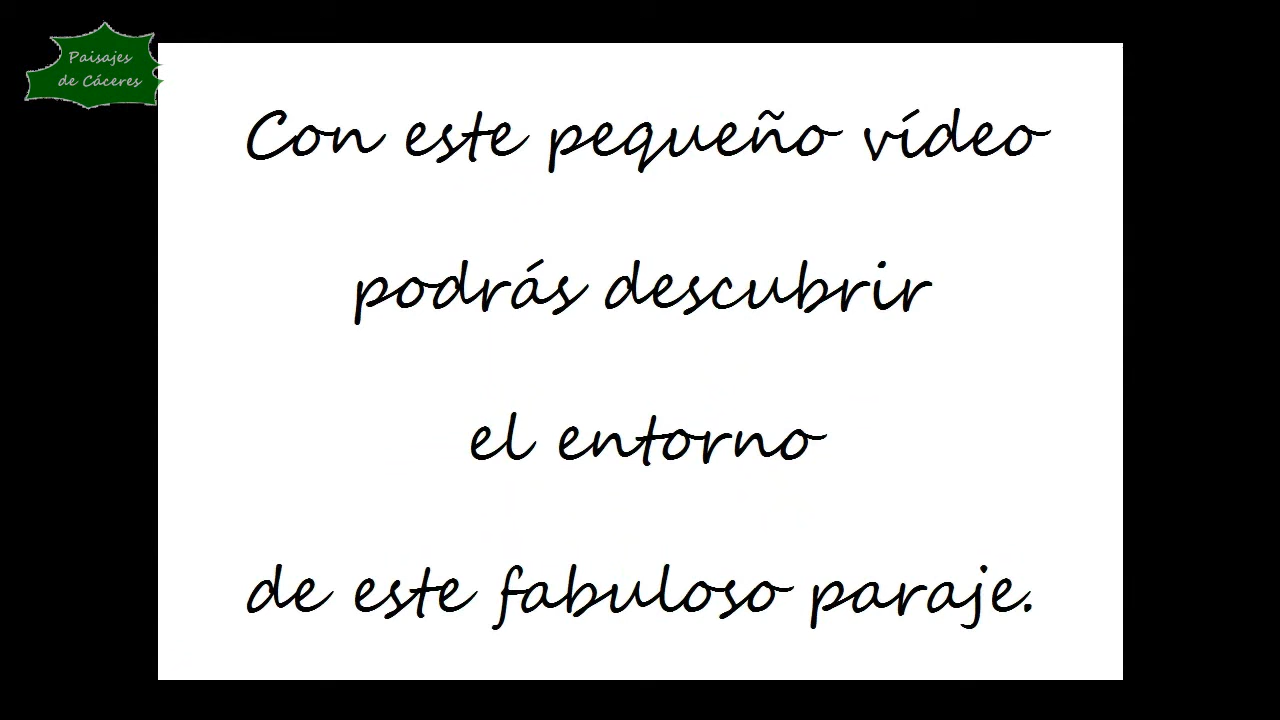 Paisajes
de Cáceres
Con este pequeño vídeo
podrás descubrir
el entorno
de este fabuloso paraje.